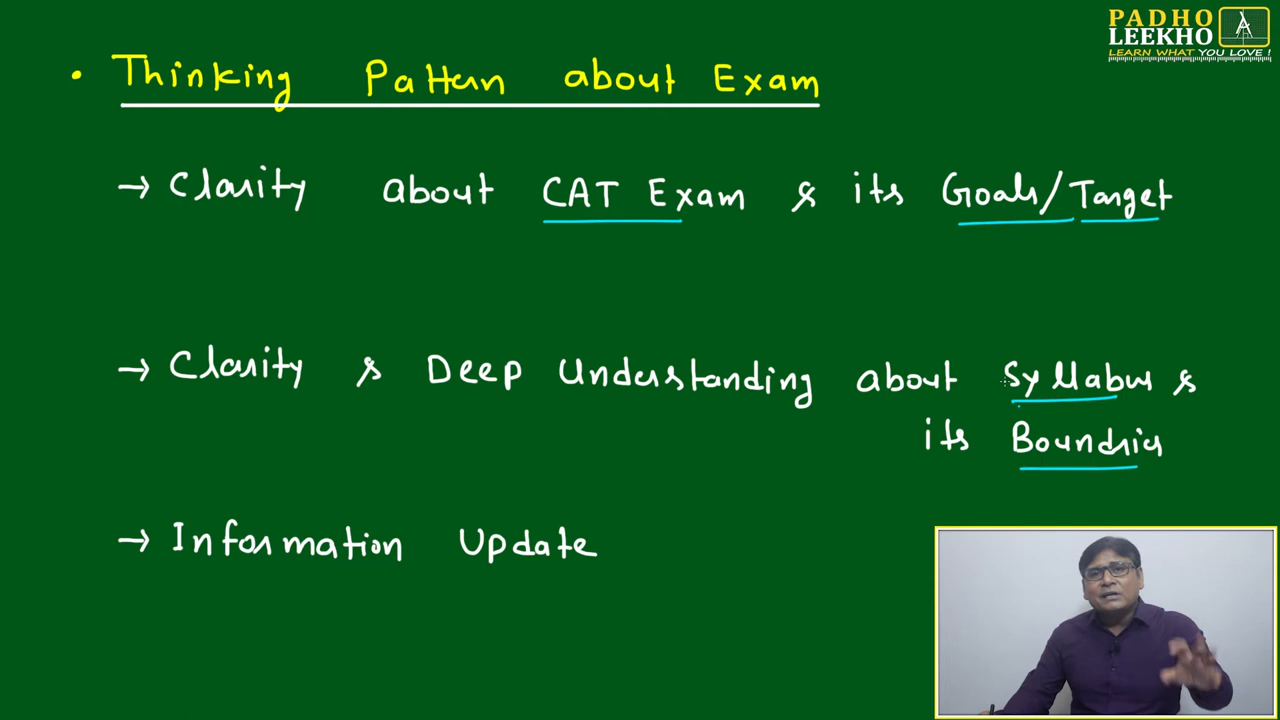 PADHO
LEEKHO
LEARN WHAT YOU LOVE !
• Thinking Pattern about Exam
→ Clarity about CAT Exam & its Goals/Target
→ Clarity & Deep Understanding about Syllabus &
its Boundries
→ Information Update